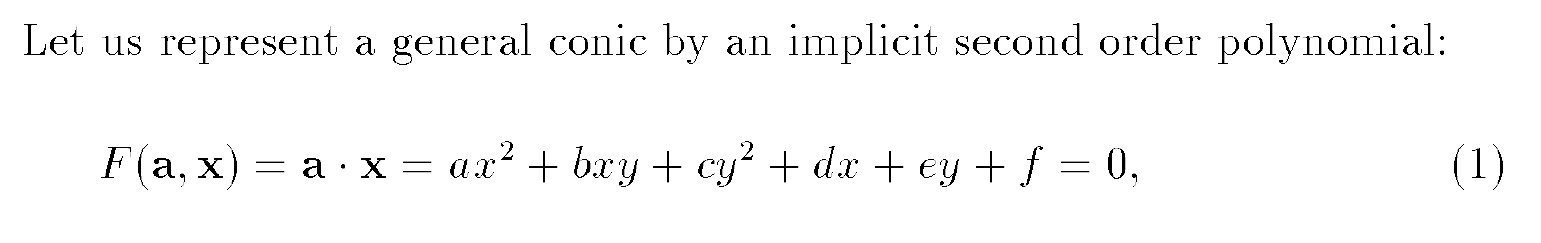 Let us represent a general conic by an implicit second order polynomial:
F(a, x) = a · x = ax² + bxy + cy² + dx + ey + f = 0, (1)